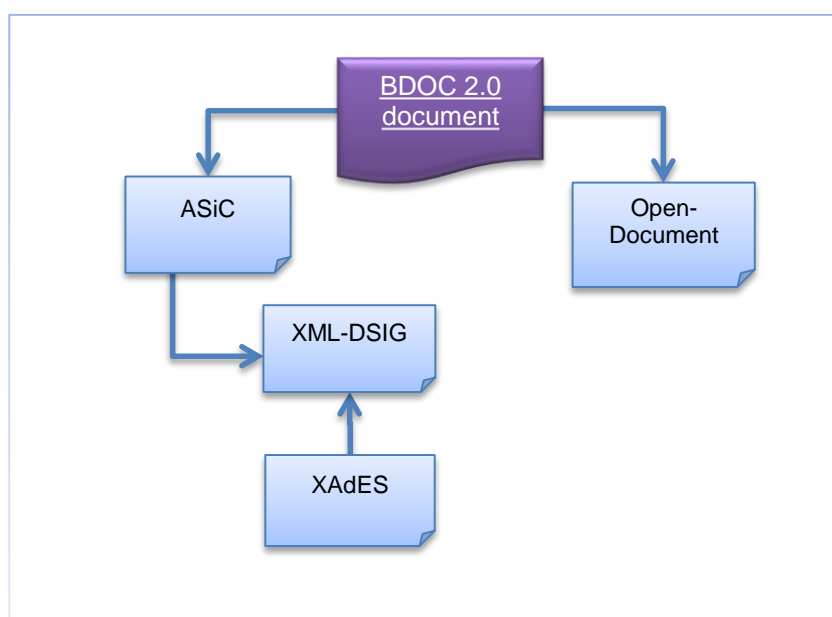 BDOC 2.0
document
ASiC
Open-
Document
XML-DSIG
XAdES